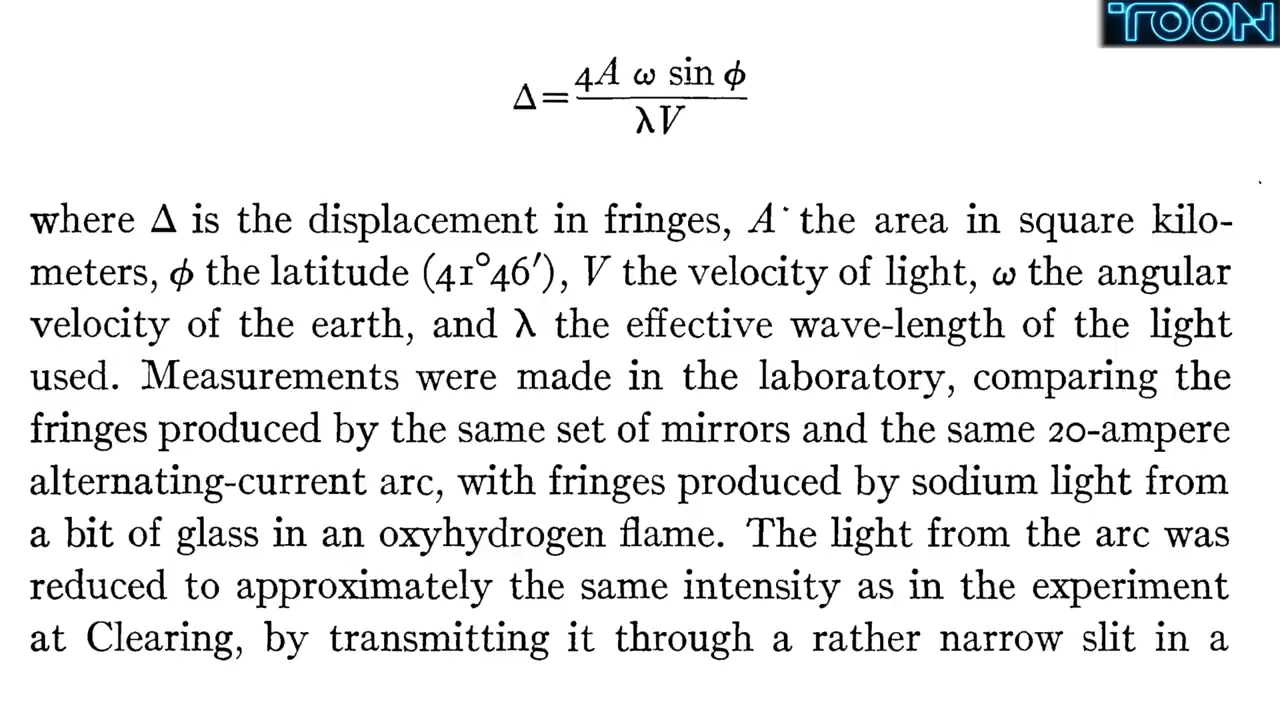 TOON
Δ = 4A ω sin ϕ / λV
where Δ is the displacement in fringes, A the area in square kilo-
meters, ϕ the latitude (41°46′), V the velocity of light, ω the angular
velocity of the earth, and λ the effective wave-length of the light
used. Measurements were made in the laboratory, comparing the
fringes produced by the same set of mirrors and the same 20-ampere
alternating-current arc, with fringes produced by sodium light from
a bit of glass in an oxyhydrogen flame. The light from the arc was
reduced to approximately the same intensity as in the experiment
at Clearing, by transmitting it through a rather narrow slit in a